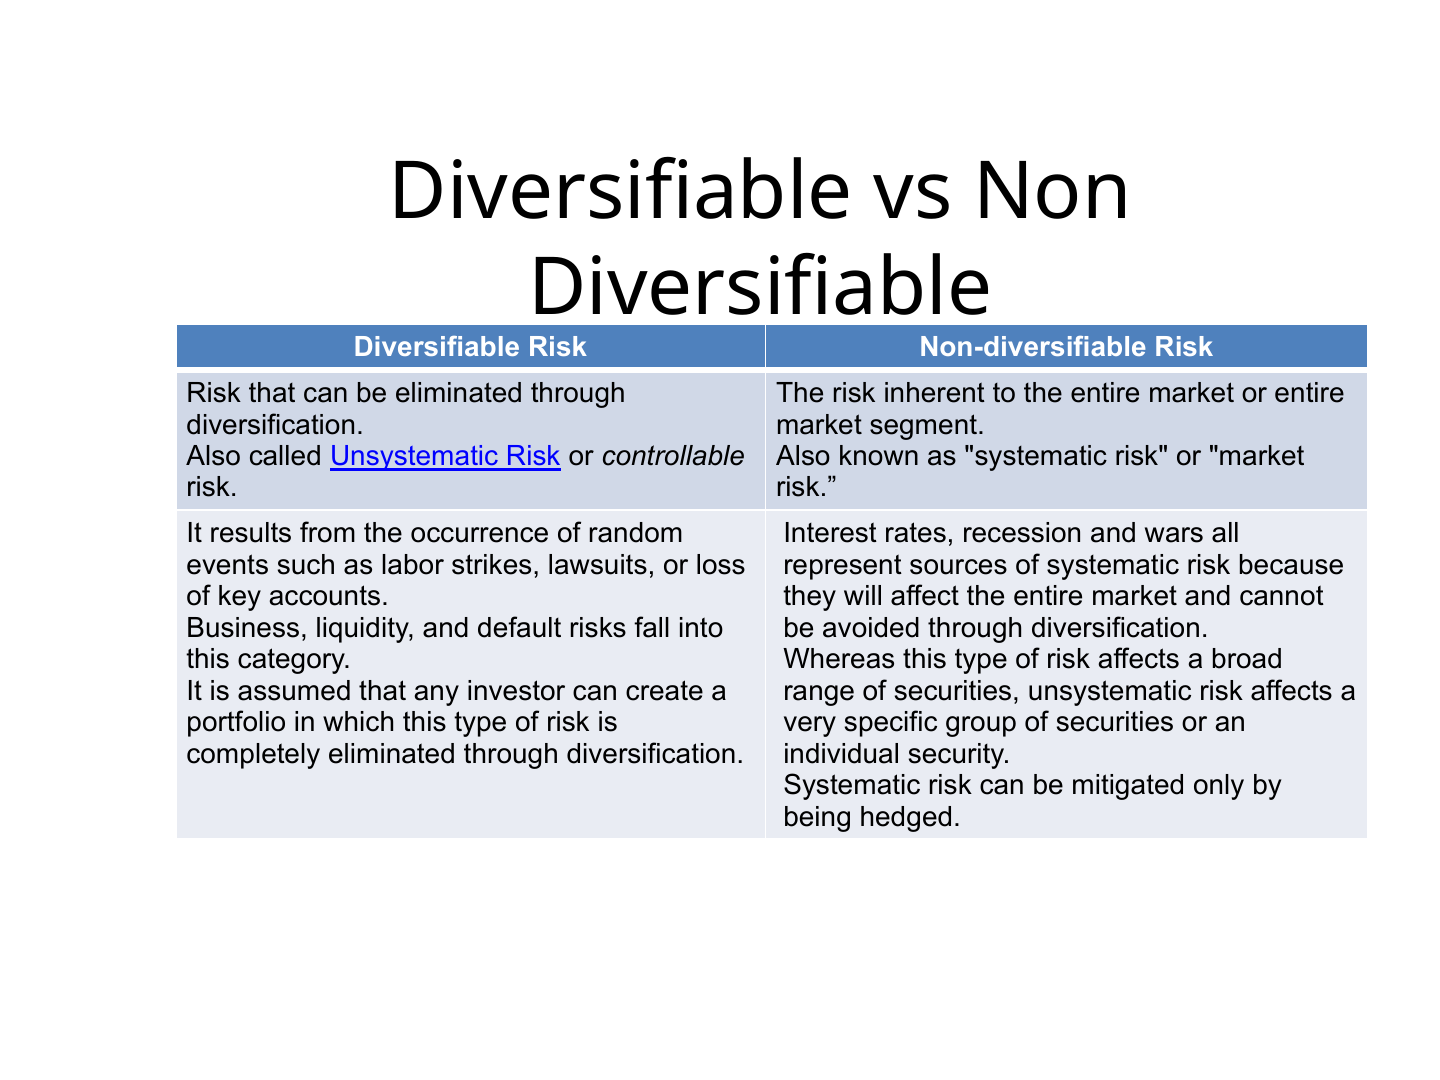 Diversifiable vs Non
Diversifiable
Diversifiable Risk
Non-diversifiable Risk
Risk that can be eliminated through
diversification.
Also called Unsystematic Risk or controllable
risk.
The risk inherent to the entire market or entire
market segment.
Also known as "systematic risk" or "market
risk.”
It results from the occurrence of random
events such as labor strikes, lawsuits, or loss
of key accounts.
Business, liquidity, and default risks fall into
this category.
It is assumed that any investor can create a
portfolio in which this type of risk is
completely eliminated through diversification.
Interest rates, recession and wars all
represent sources of systematic risk because
they will affect the entire market and cannot
be avoided through diversification.
Whereas this type of risk affects a broad
range of securities, unsystematic risk affects a
very specific group of securities or an
individual security.
Systematic risk can be mitigated only by
being hedged.